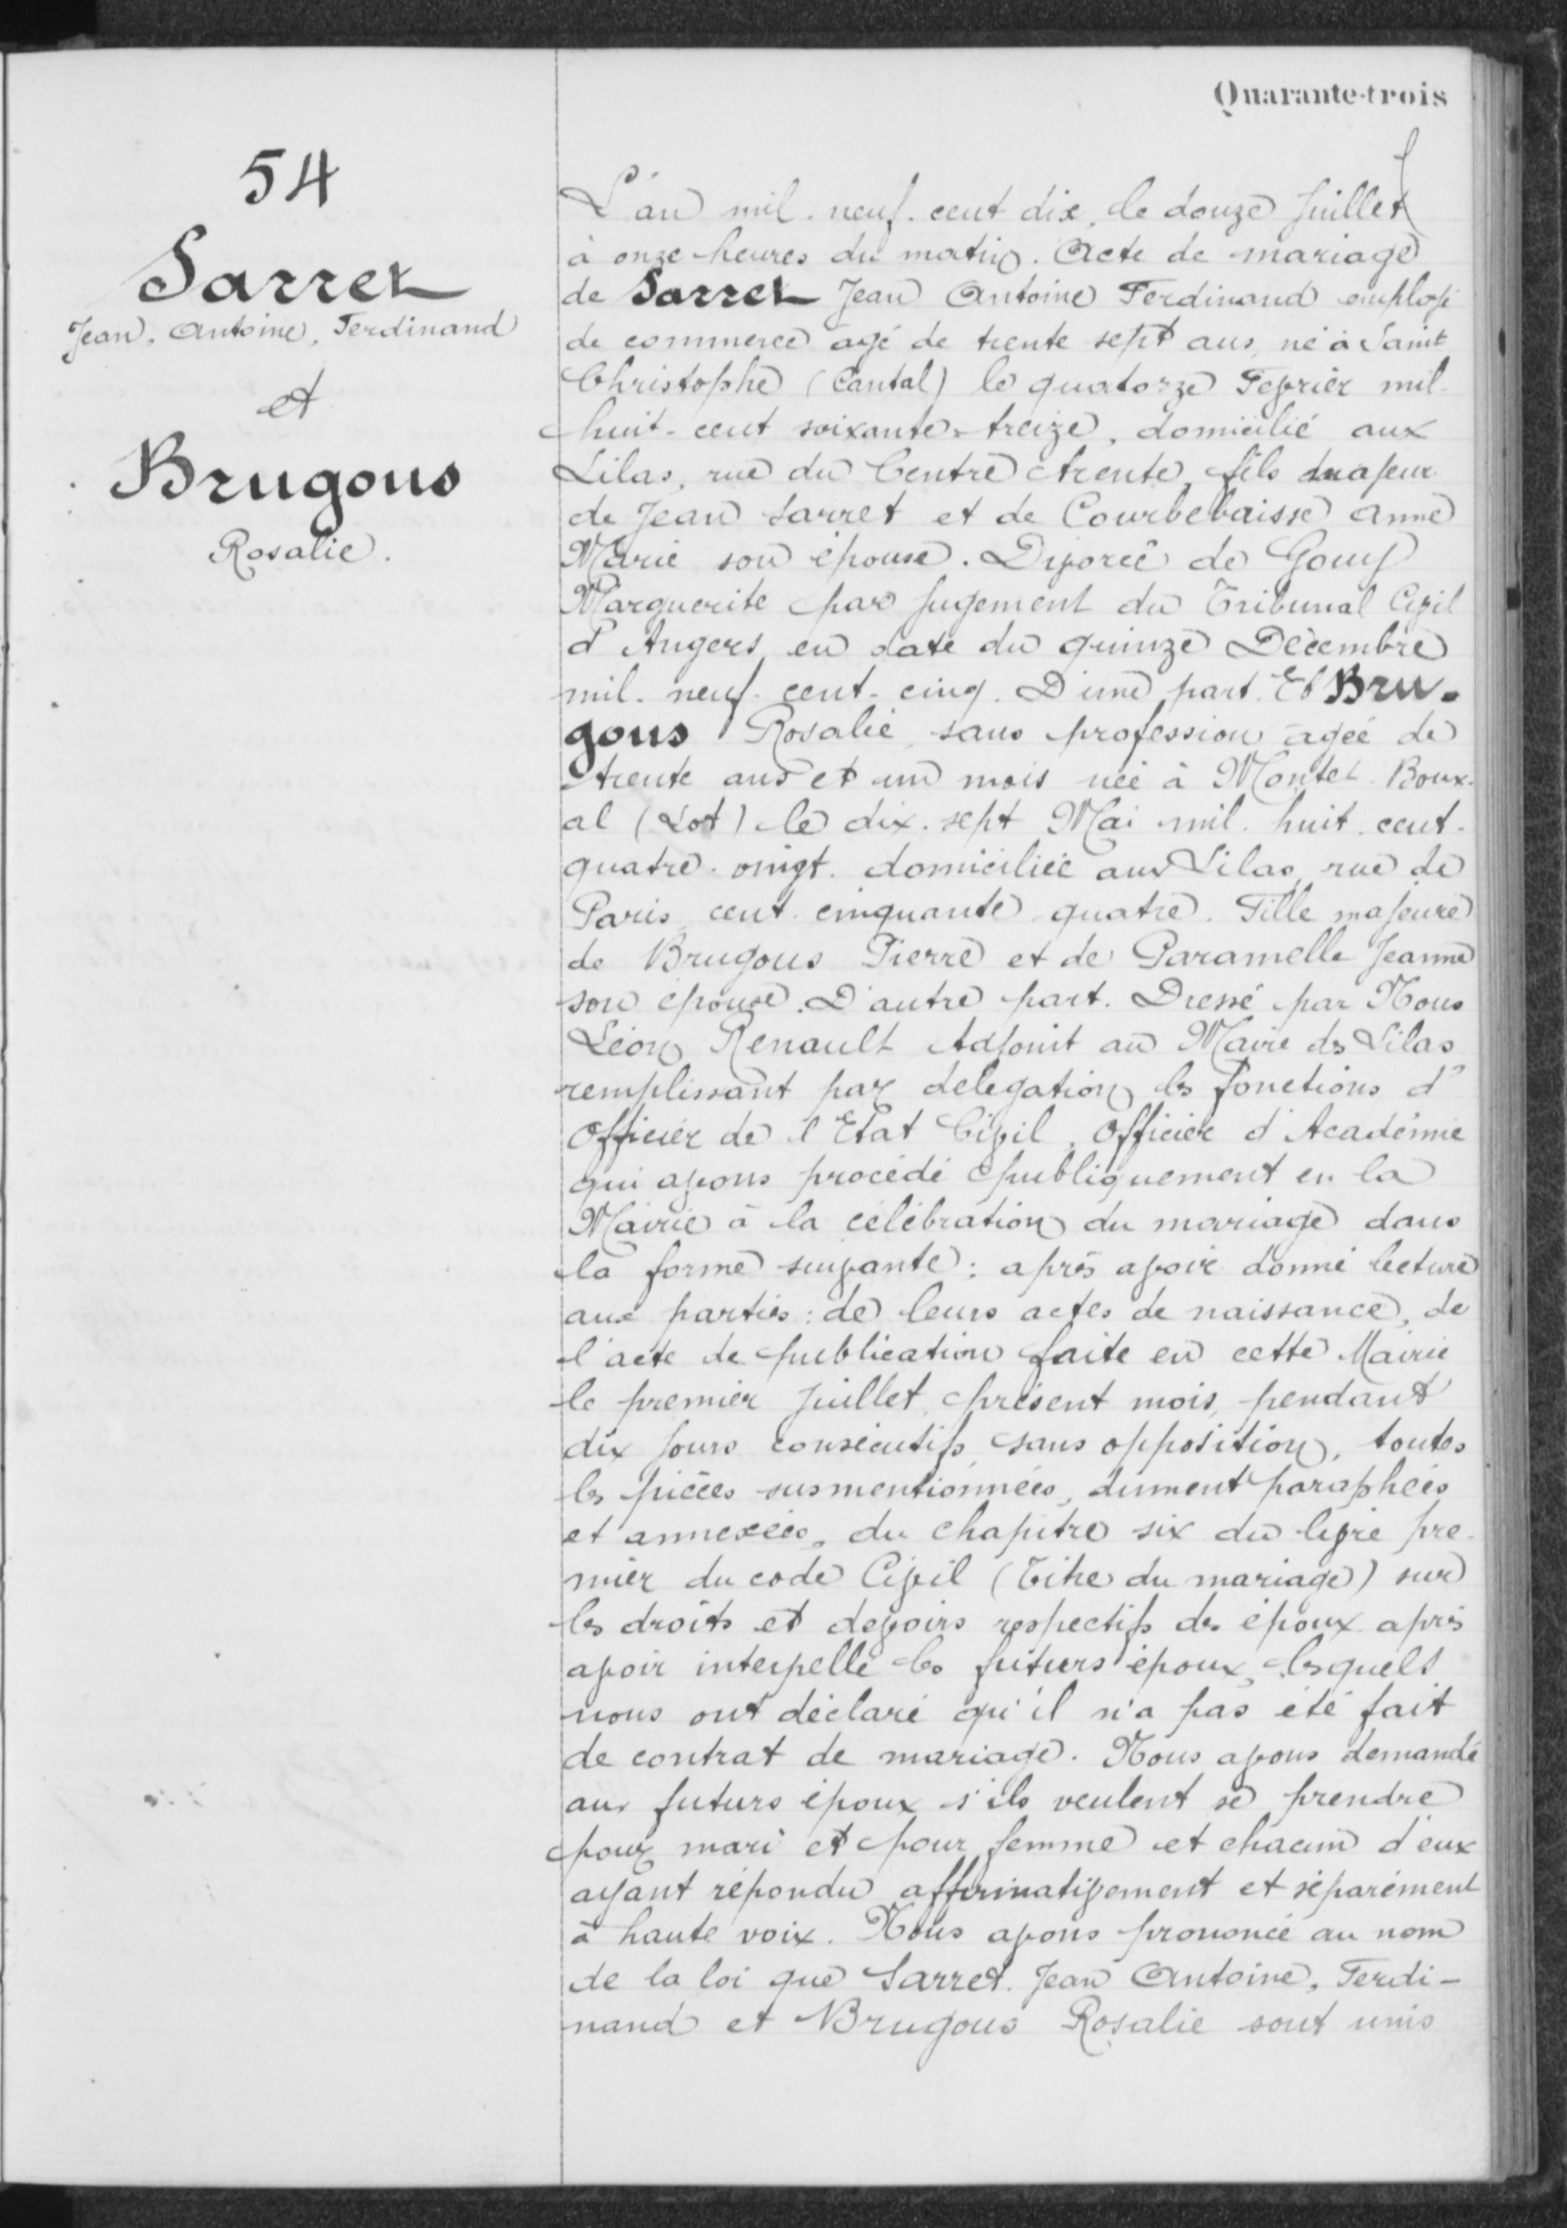 Quarante-trois
54
Sarret
Jean, Antoine, Ferdinand
et
Brugous
Rosalie.
L'an mil. neuf. cent dix, le douze Juillet
à onze heures du matin. Acte de mariage
de Sarret Jean Antoine Ferdinand employé
de commerce agé de trente sept ans, né à Saint
Christophe (Cantal) le quatorze Fevrier mil.
huit-cent soixante-treize, domicilié aux
Lilas, rue du Centre trente, fils majeur
de Jean Sarret et de Courbebaisse Anne
Marie son épouse. Divorcé de Gouy
Marguerite par jugement du Tribunal Civil
d'Angers en date du quinze Décembre
mil. neuf. cent-cinq. D'une part. Et Bru-
gous Rosalie, sans profession agée de
trente ans et un mois née à Montet-Boux-
al (Lot) le dix-sept Mai mil. huit. cent-
quatre-vingt. domiciliée aux Lilas, rue de
Paris, cent cinquante-quatre. Fille majeure
de Brugous Pierre et de Paramelle Jeanne
son épouse. D'autre part. Dressé par Nous
Léon Renault Adjoint au Maire des Lilas
remplissant par delegation les fonctions d'
Officier de l'Etat Civil, Officier d'Académie
qui avons procédé publiquement en la
Mairie à la célébration du mariage dans
la forme suivante: après avoir donné lecture
aux parties: de leurs actes de naissance, de
l'acte de publication faite en cette Mairie
le premier Juillet, présent mois, pendant
dix jours consécutifs, sans opposition, toutes
les pièces susmentionnées, dument paraphées
et annexées, du chapitre six du livre pre-
mier du code Civil (Titre du mariage) sur
les droits et devoirs respectifs des époux après
avoir interpellé les futurs époux, lesquels
nous ont déclaré qu'il n'a pas été fait
de contrat de mariage. Nous avons demandé
aux futurs époux s'ils veulent se prendre
pour mari et pour femme et chacun d'eux
ayant répondu affirmativement et séparément
à haute voix. Nous avons prononcé au nom
de la loi que Sarret. Jean Antoine, Ferdi-
nand et Brugous Rosalie sont unis